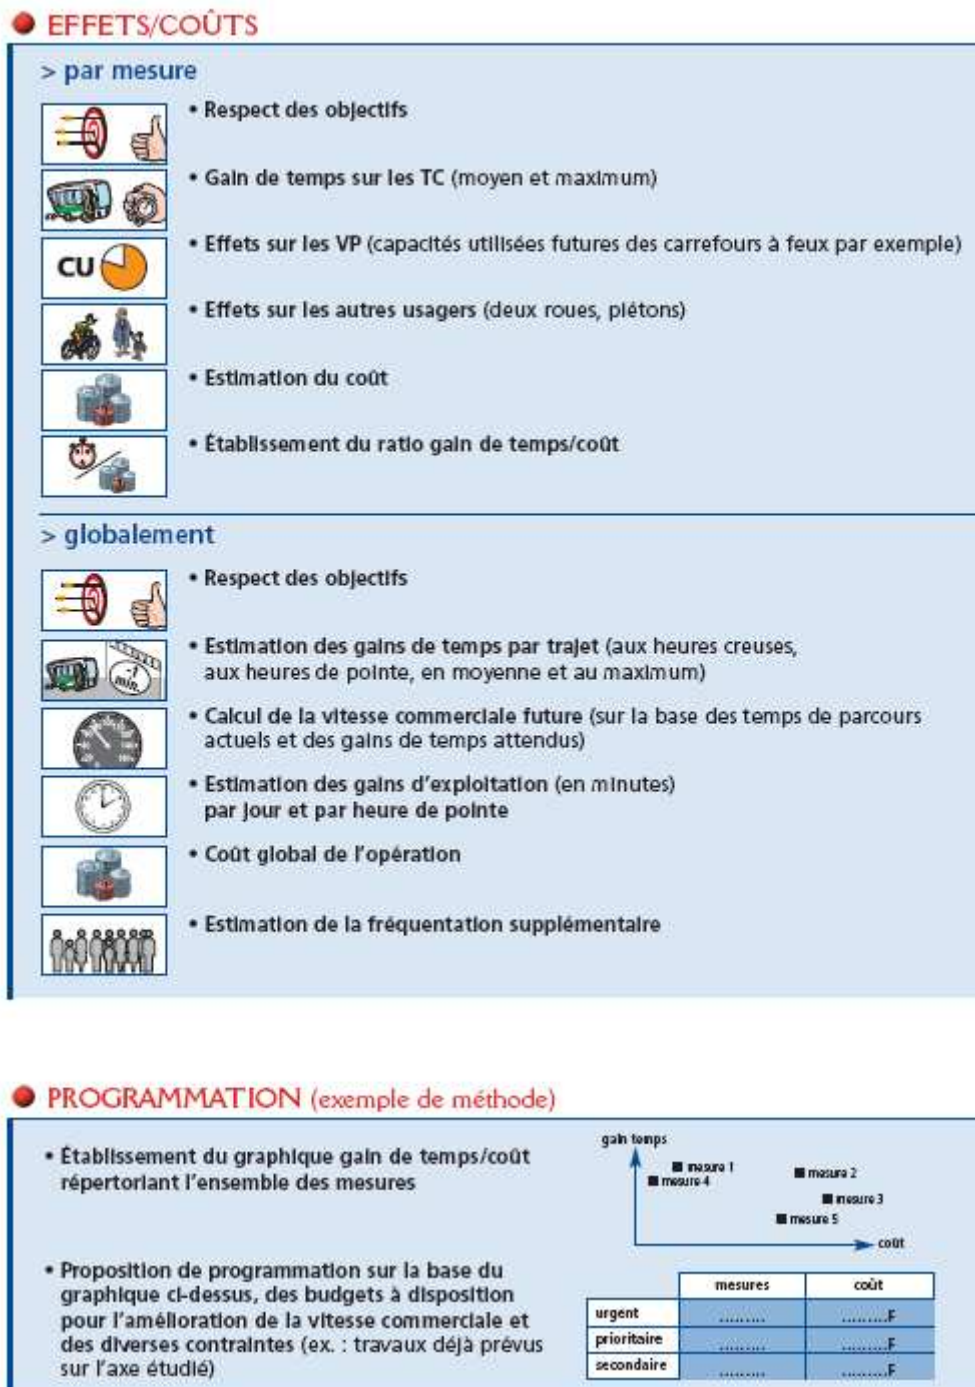 EFFETS/COÛTS
> par mesure
• Respect des objectifs
• Gain de temps sur les TC (moyen et maximum)
CU
• Effets sur les VP (capacités utilisées futures des carrefours à feux par exemple)
• Effets sur les autres usagers (deux roues, piétons)
• Estimation du coût
• Établissement du ratio gain de temps/coût
> globalement
• Respect des objectifs
• Estimation des gains de temps par trajet (aux heures creuses,
aux heures de pointe, en moyenne et au maximum)
-1
min.
• Calcul de la vitesse commerciale future (sur la base des temps de parcours
actuels et des gains de temps attendus)
• Estimation des gains d'exploitation (en minutes)
par jour et par heure de pointe
• Coût global de l'opération
• Estimation de la fréquentation supplémentaire
PROGRAMMATION (exemple de méthode)
• Établissement du graphique gain de temps/coût
répertoriant l'ensemble des mesures
gain temps
mesure 1
mesure 2
mesure 4
mesure 3
mesure 5
coût
• Proposition de programmation sur la base du
graphique ci-dessus, des budgets à disposition
pour l'amélioration de la vitesse commerciale et
des diverses contraintes (ex. : travaux déjà prévus
sur l'axe étudié)
mesures coût
urgent ......... .........F
prioritaire ......... .........F
secondaire ......... .........F